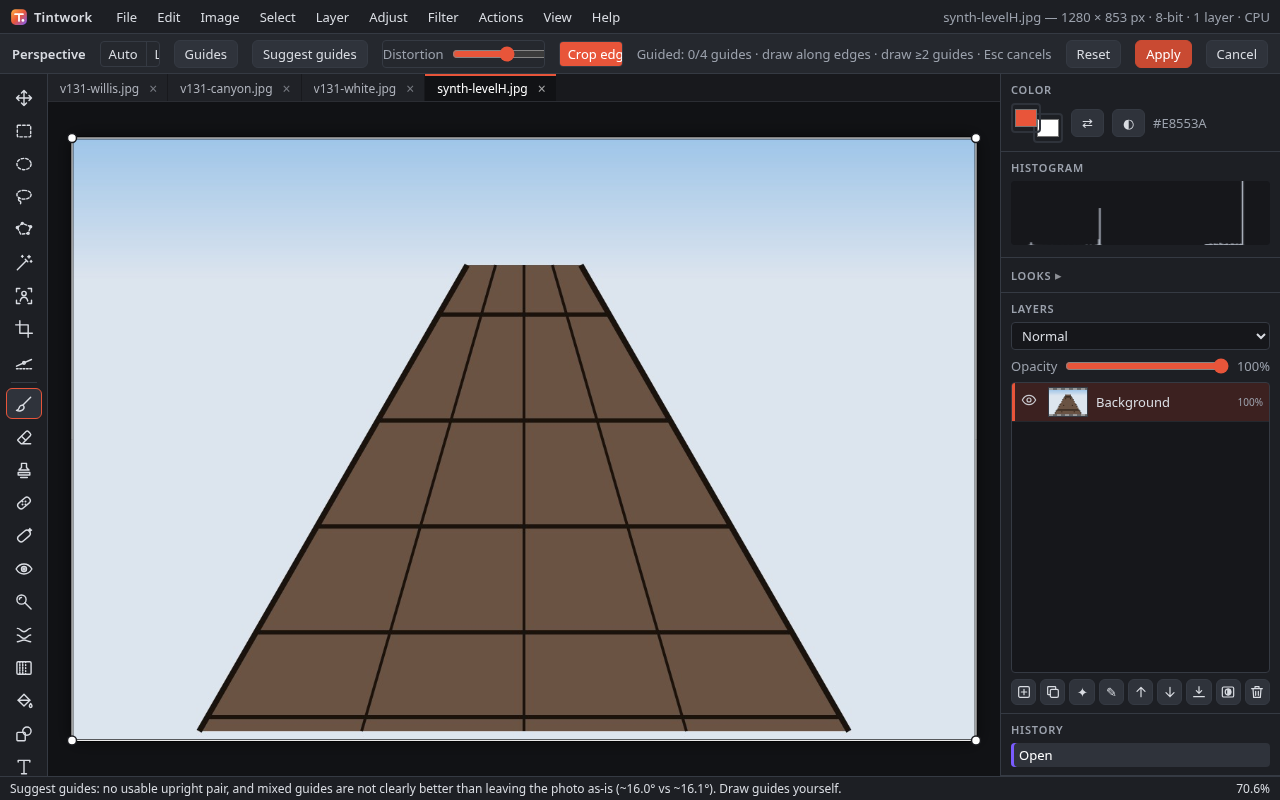 Tintwork File Edit Image Select Layer Adjust Filter Actions View Help synth-levelH.jpg — 1280 × 853 px · 8-bit · 1 layer · CPU
Perspective Auto L Guides Suggest guides Distortion Crop edg Guided: 0/4 guides · draw along edges · draw ≥2 guides · Esc cancels Reset Apply Cancel
v131-willis.jpg × v131-canyon.jpg × v131-white.jpg × synth-levelH.jpg ×
COLOR
#E8553A
HISTOGRAM
LOOKS ▸
LAYERS
Normal
Opacity 100%
Background 100%
HISTORY
Open
Suggest guides: no usable upright pair, and mixed guides are not clearly better than leaving the photo as-is (~16.0° vs ~16.1°). Draw guides yourself. 70.6%